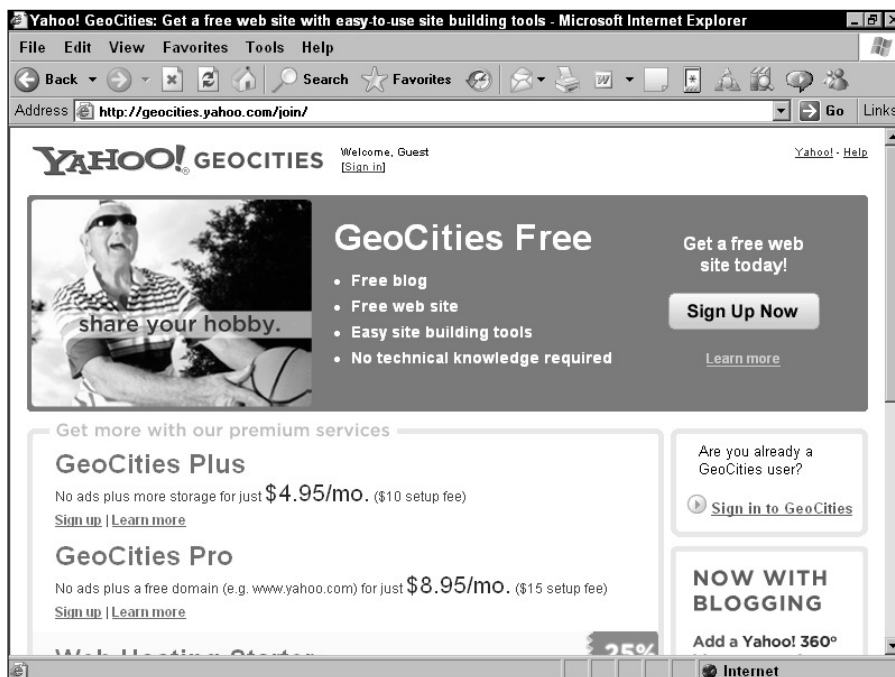 Yahoo! GeoCities: Get a free web site with easy-to-use site building tools - Microsoft Internet Explorer
File Edit View Favorites Tools Help
Back Search Favorites
Address http://geocities.yahoo.com/join/ Go Links
YAHOO! GEOCITIES
Welcome, Guest
[Sign in]
Yahoo! - Help
share your hobby.
GeoCities Free
• Free blog
• Free web site
• Easy site building tools
• No technical knowledge required
Get a free web
site today!
Sign Up Now
Learn more
Get more with our premium services
GeoCities Plus
No ads plus more storage for just $4.95/mo. ($10 setup fee)
Sign up | Learn more
GeoCities Pro
No ads plus a free domain (e.g. www.yahoo.com) for just $8.95/mo. ($15 setup fee)
Sign up | Learn more
Web Hosting Starter
25%
Are you already a
GeoCities user?
Sign in to GeoCities
NOW WITH
BLOGGING
Add a Yahoo! 360º
Internet